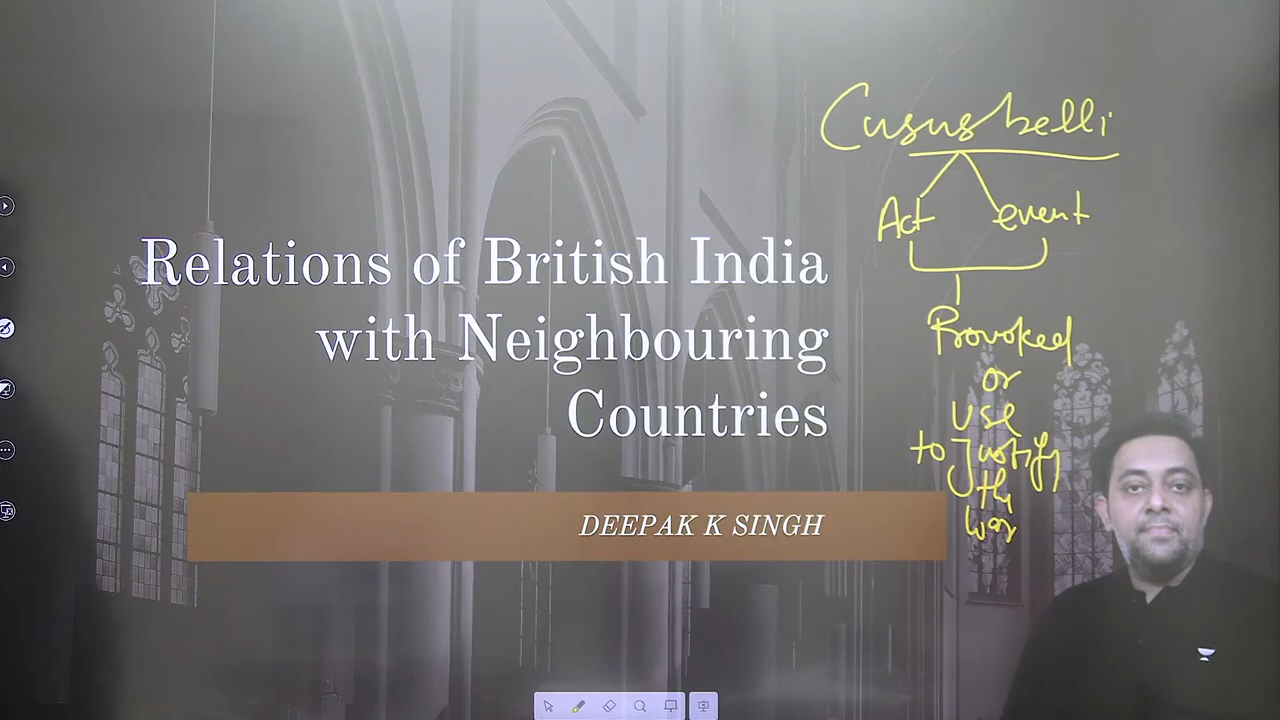 Relations of British India
with Neighbouring
Countries
DEEPAK K SINGH
Casus belli
Act event
Provoked
or
use
to Justify
the
war